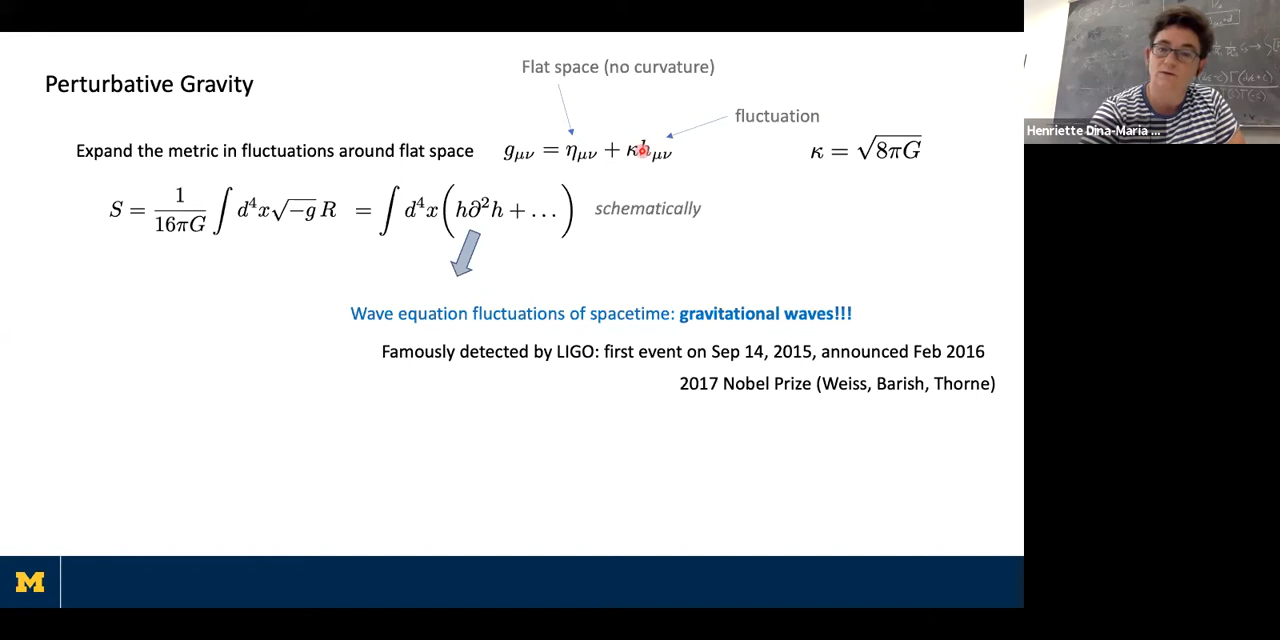 Perturbative Gravity
Flat space (no curvature)
fluctuation
Expand the metric in fluctuations around flat space g_{μν} = η_{μν} + κh_{μν} κ = √(8πG)
S = 1/(16πG) ∫ d⁴x √(−g) R = ∫ d⁴x (h∂²h + ...) schematically
Wave equation fluctuations of spacetime: gravitational waves!!!
Famously detected by LIGO: first event on Sep 14, 2015, announced Feb 2016
2017 Nobel Prize (Weiss, Barish, Thorne)
M
Henriette Dina-Maria ...